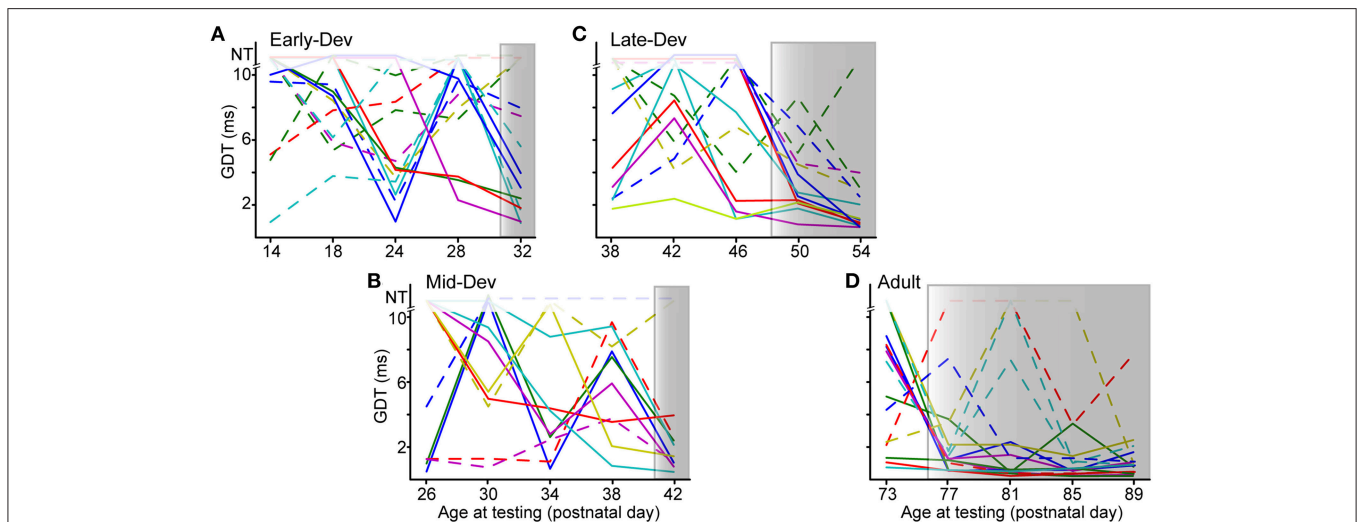 A Early-Dev
NT
10
6
2
GDT (ms)
14 18 24 28 32
C Late-Dev
38 42 46 50 54
B Mid-Dev
NT
10
6
2
GDT (ms)
26 30 34 38 42
Age at testing (postnatal day)
D Adult
73 77 81 85 89
Age at testing (postnatal day)